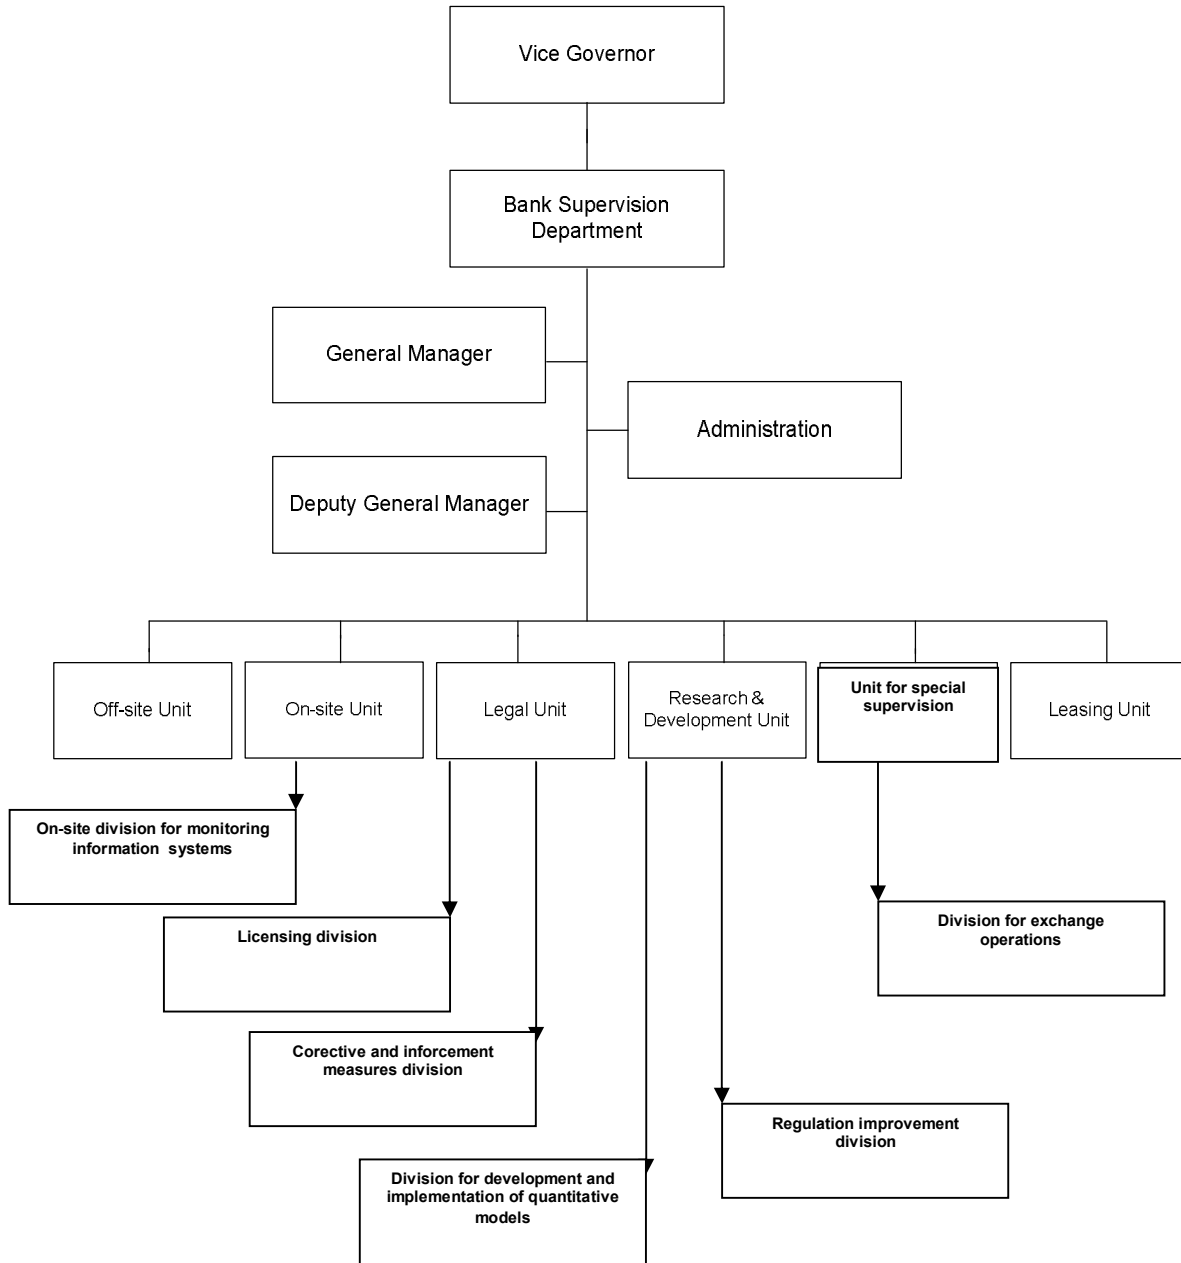 Vice Governor
Bank Supervision
Department
General Manager
Administration
Deputy General Manager
Off-site Unit
On-site Unit
Legal Unit
Research &
Development Unit
Unit for special
supervision
Leasing Unit
On-site division for monitoring
information systems
Licensing division
Division for exchange
operations
Corective and inforcement
measures division
Regulation improvement
division
Division for development and
implementation of quantitative
models